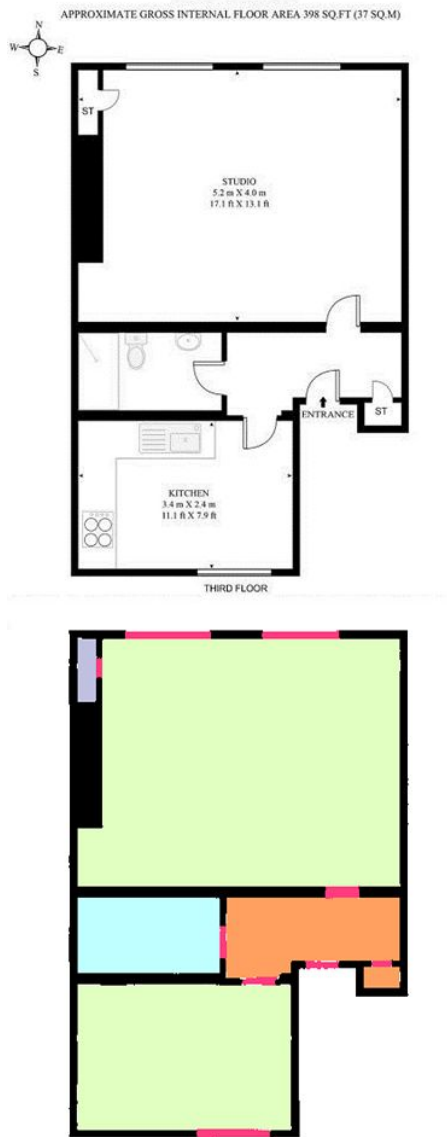 APPROXIMATE GROSS INTERNAL FLOOR AREA 398 SQ.FT (37 SQ.M)
N
W E
S
ST
STUDIO
5.2 m X 4.0 m
17.1 ft X 13.1 ft
ENTRANCE
ST
KITCHEN
3.4 m X 2.4 m
11.1 ft X 7.9 ft
THIRD FLOOR